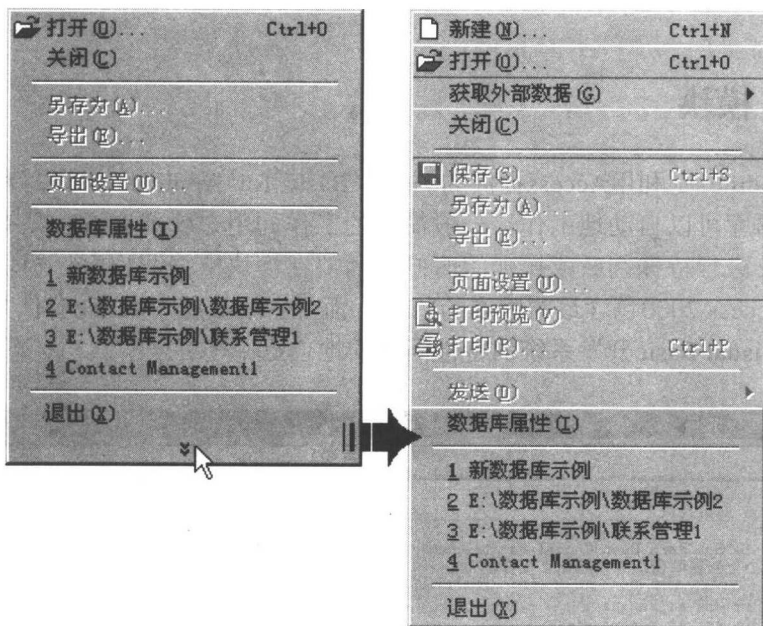 打开(O)... Ctrl+O
关闭(C)
另存为(A)...
导出(E)...
页面设置(U)...
数据库属性(I)
1 新数据库示例
2 E:\数据库示例\数据库示例2
3 E:\数据库示例\联系管理1
4 Contact Management1
退出(X)
新建(N)... Ctrl+N
打开(O)... Ctrl+O
获取外部数据(G)
关闭(C)
保存(S) Ctrl+S
另存为(A)...
导出(E)...
页面设置(U)...
打印预览(V)
打印(P)... Ctrl+P
发送(D)
数据库属性(I)
1 新数据库示例
2 E:\数据库示例\数据库示例2
3 E:\数据库示例\联系管理1
4 Contact Management1
退出(X)